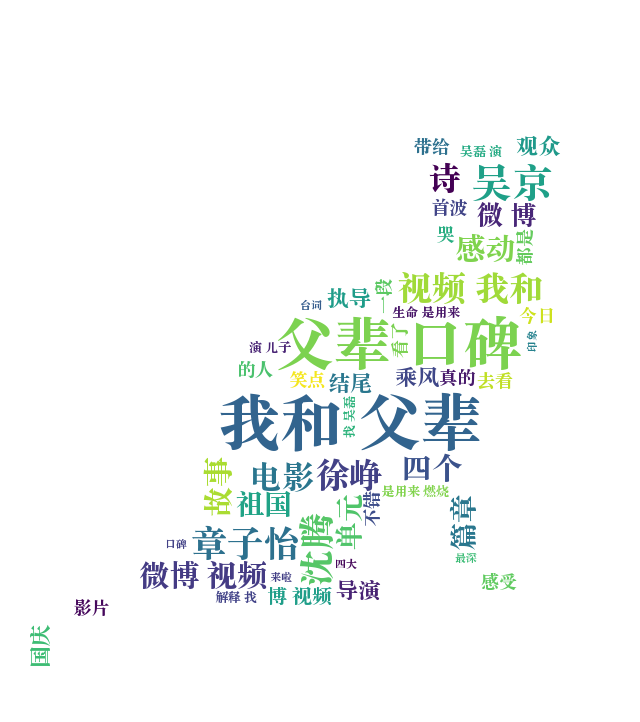 带给 吴磊 演 观众
诗 吴京
首波 微 博
哭 感动 都是
一段 视频 我和
台词 执导 生命 是用来 今日
父辈 看了 口碑 印象
演 儿子
的人 笑点 结尾 乘风 真的 去看
我和 找 吴磊 父辈
故事 电影 徐峥 四个
祖国 单元 不错 是用来 燃烧
口碑 章子怡 沈腾 篇章
最深
微博 视频 来啦 四大 感受
影片 解释 找 博 视频 导演
国庆